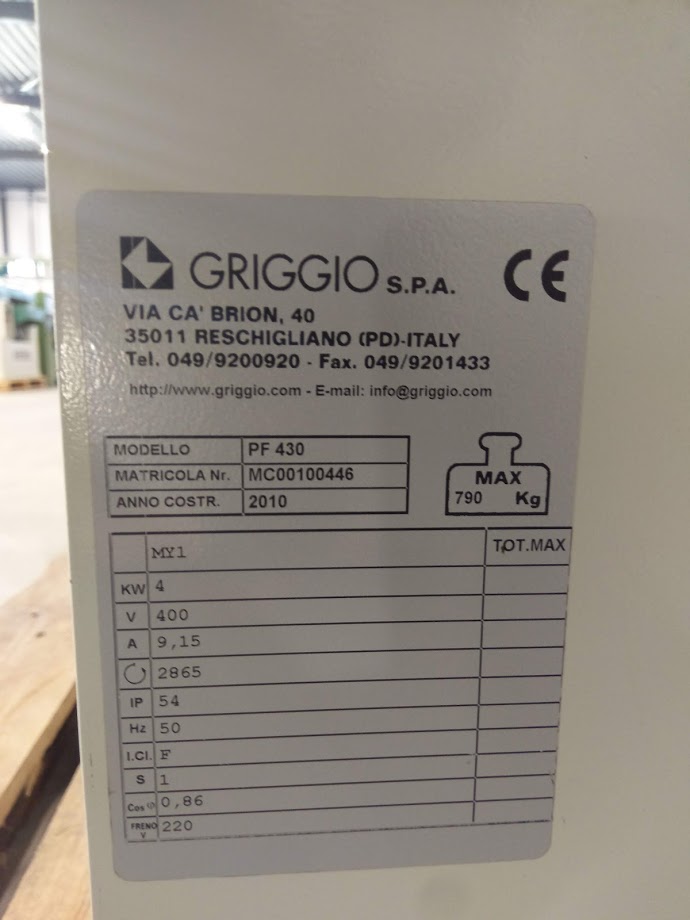 GRIGGIO S.P.A. CE
VIA CA' BRION, 40
35011 RESCHIGLIANO (PD)-ITALY
Tel. 049/9200920 - Fax. 049/9201433
http://www.griggio.com - E-mail: info@griggio.com
MODELLO PF 430
MATRICOLA Nr. MC00100446
ANNO COSTR. 2010
MAX
790 Kg
MY1 TOT.MAX
KW 4
V 400
A 9,15
2865
IP 54
Hz 50
I.Cl. F
S 1
Cos φ 0,86
FRENO V 220